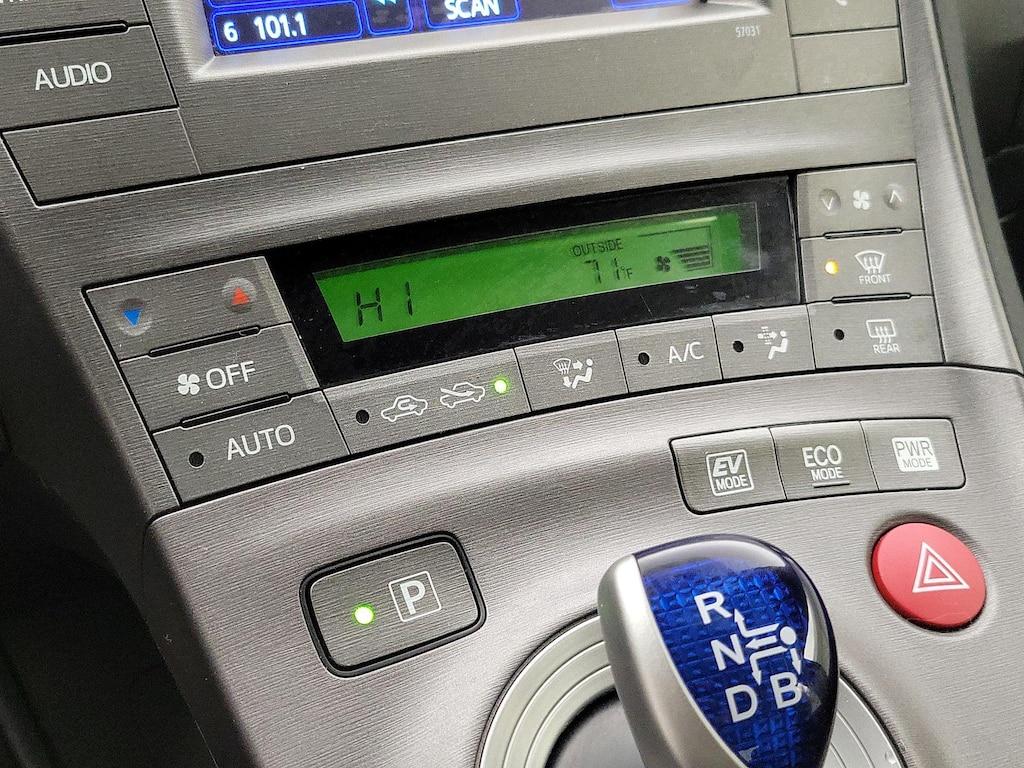 6 101.1
SCAN
57031
AUDIO
OUTSIDE
HI
71°F
FRONT
OFF
A/C
REAR
AUTO
EV
MODE
ECO
MODE
PWR
MODE
P
R
N
D B